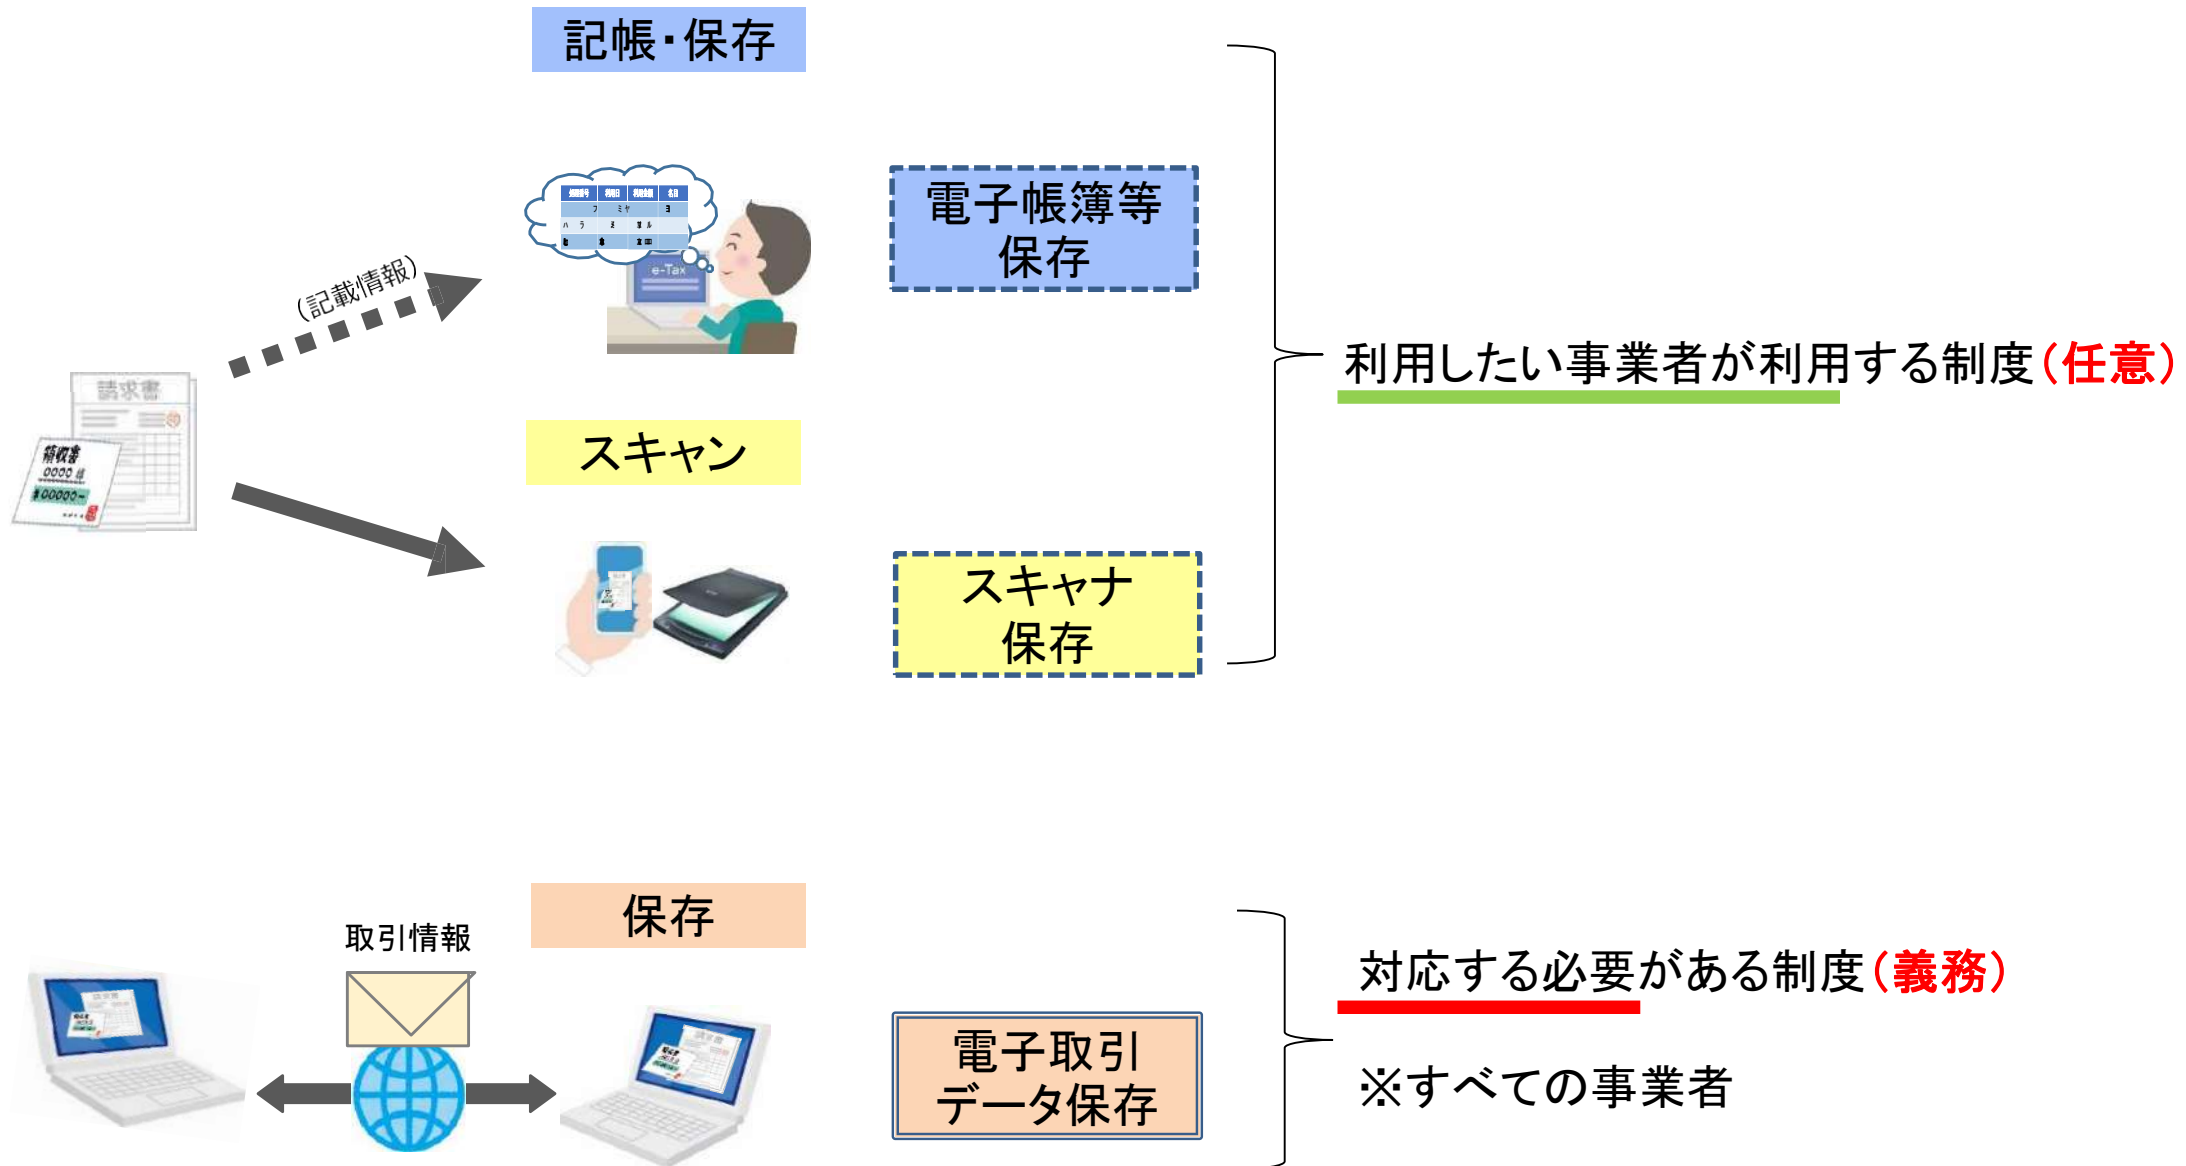 記帳・保存
電子帳簿等
保存
e-Tax
(記載情報)
利用したい事業者が利用する制度(任意)
請求書
領収書
スキャン
スキャナ
保存
保存
取引情報
対応する必要がある制度(義務)
電子取引
データ保存
※すべての事業者